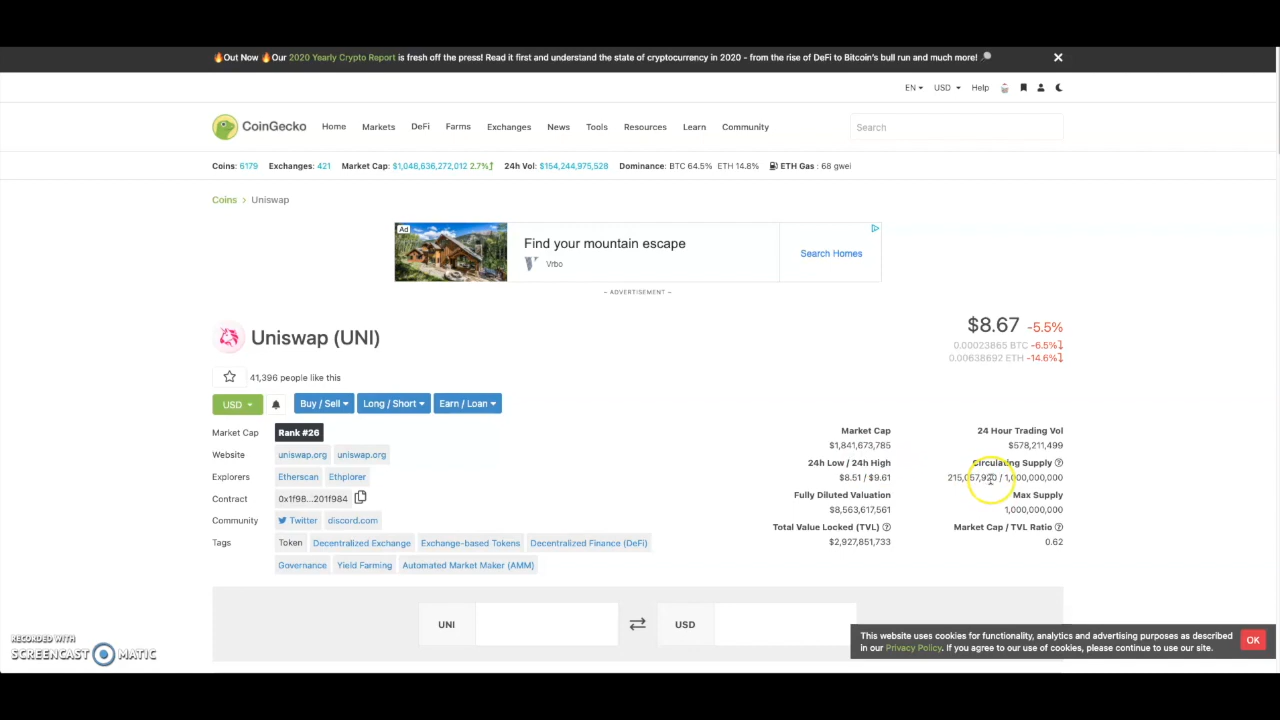 🔥Out Now 🔥Our 2020 Yearly Crypto Report is fresh off the press! Read it first and understand the state of cryptocurrency in 2020 - from the rise of DeFi to Bitcoin's bull run and much more! 🔎 ✕
EN USD Help
CoinGecko Home Markets DeFi Farms Exchanges News Tools Resources Learn Community Search
Coins: 6179 Exchanges: 421 Market Cap: $1,048,636,272,012 2.7% 24h Vol: $154,244,975,528 Dominance: BTC 64.5% ETH 14.8% ETH Gas : 68 gwei
Coins > Uniswap
Ad
Find your mountain escape
Vrbo
Search Homes
– ADVERTISEMENT –
Uniswap (UNI)
$8.67 -5.5%
0.00023865 BTC -6.5%
0.00638692 ETH -14.6%
41,396 people like this
USD Buy / Sell Long / Short Earn / Loan
Market Cap Rank #26
Website uniswap.org uniswap.org
Explorers Etherscan Ethplorer
Contract 0x1f98...201f984
Community Twitter discord.com
Tags Token Decentralized Exchange Exchange-based Tokens Decentralized Finance (DeFi)
Governance Yield Farming Automated Market Maker (AMM)
Market Cap 24 Hour Trading Vol
$1,841,673,785 $578,211,499
24h Low / 24h High Circulating Supply
$8.51 / $9.61 / 1,000,000,000
Fully Diluted Valuation Max Supply
$8,563,617,561 1,000,000,000
Total Value Locked (TVL) Market Cap / TVL Ratio
$2,927,851,733 0.62
UNI USD
This website uses cookies for functionality, analytics and advertising purposes as described
in our Privacy Policy. If you agree to our use of cookies, please continue to use our site.
OK
RECORDED WITH
SCREENCAST MATIC